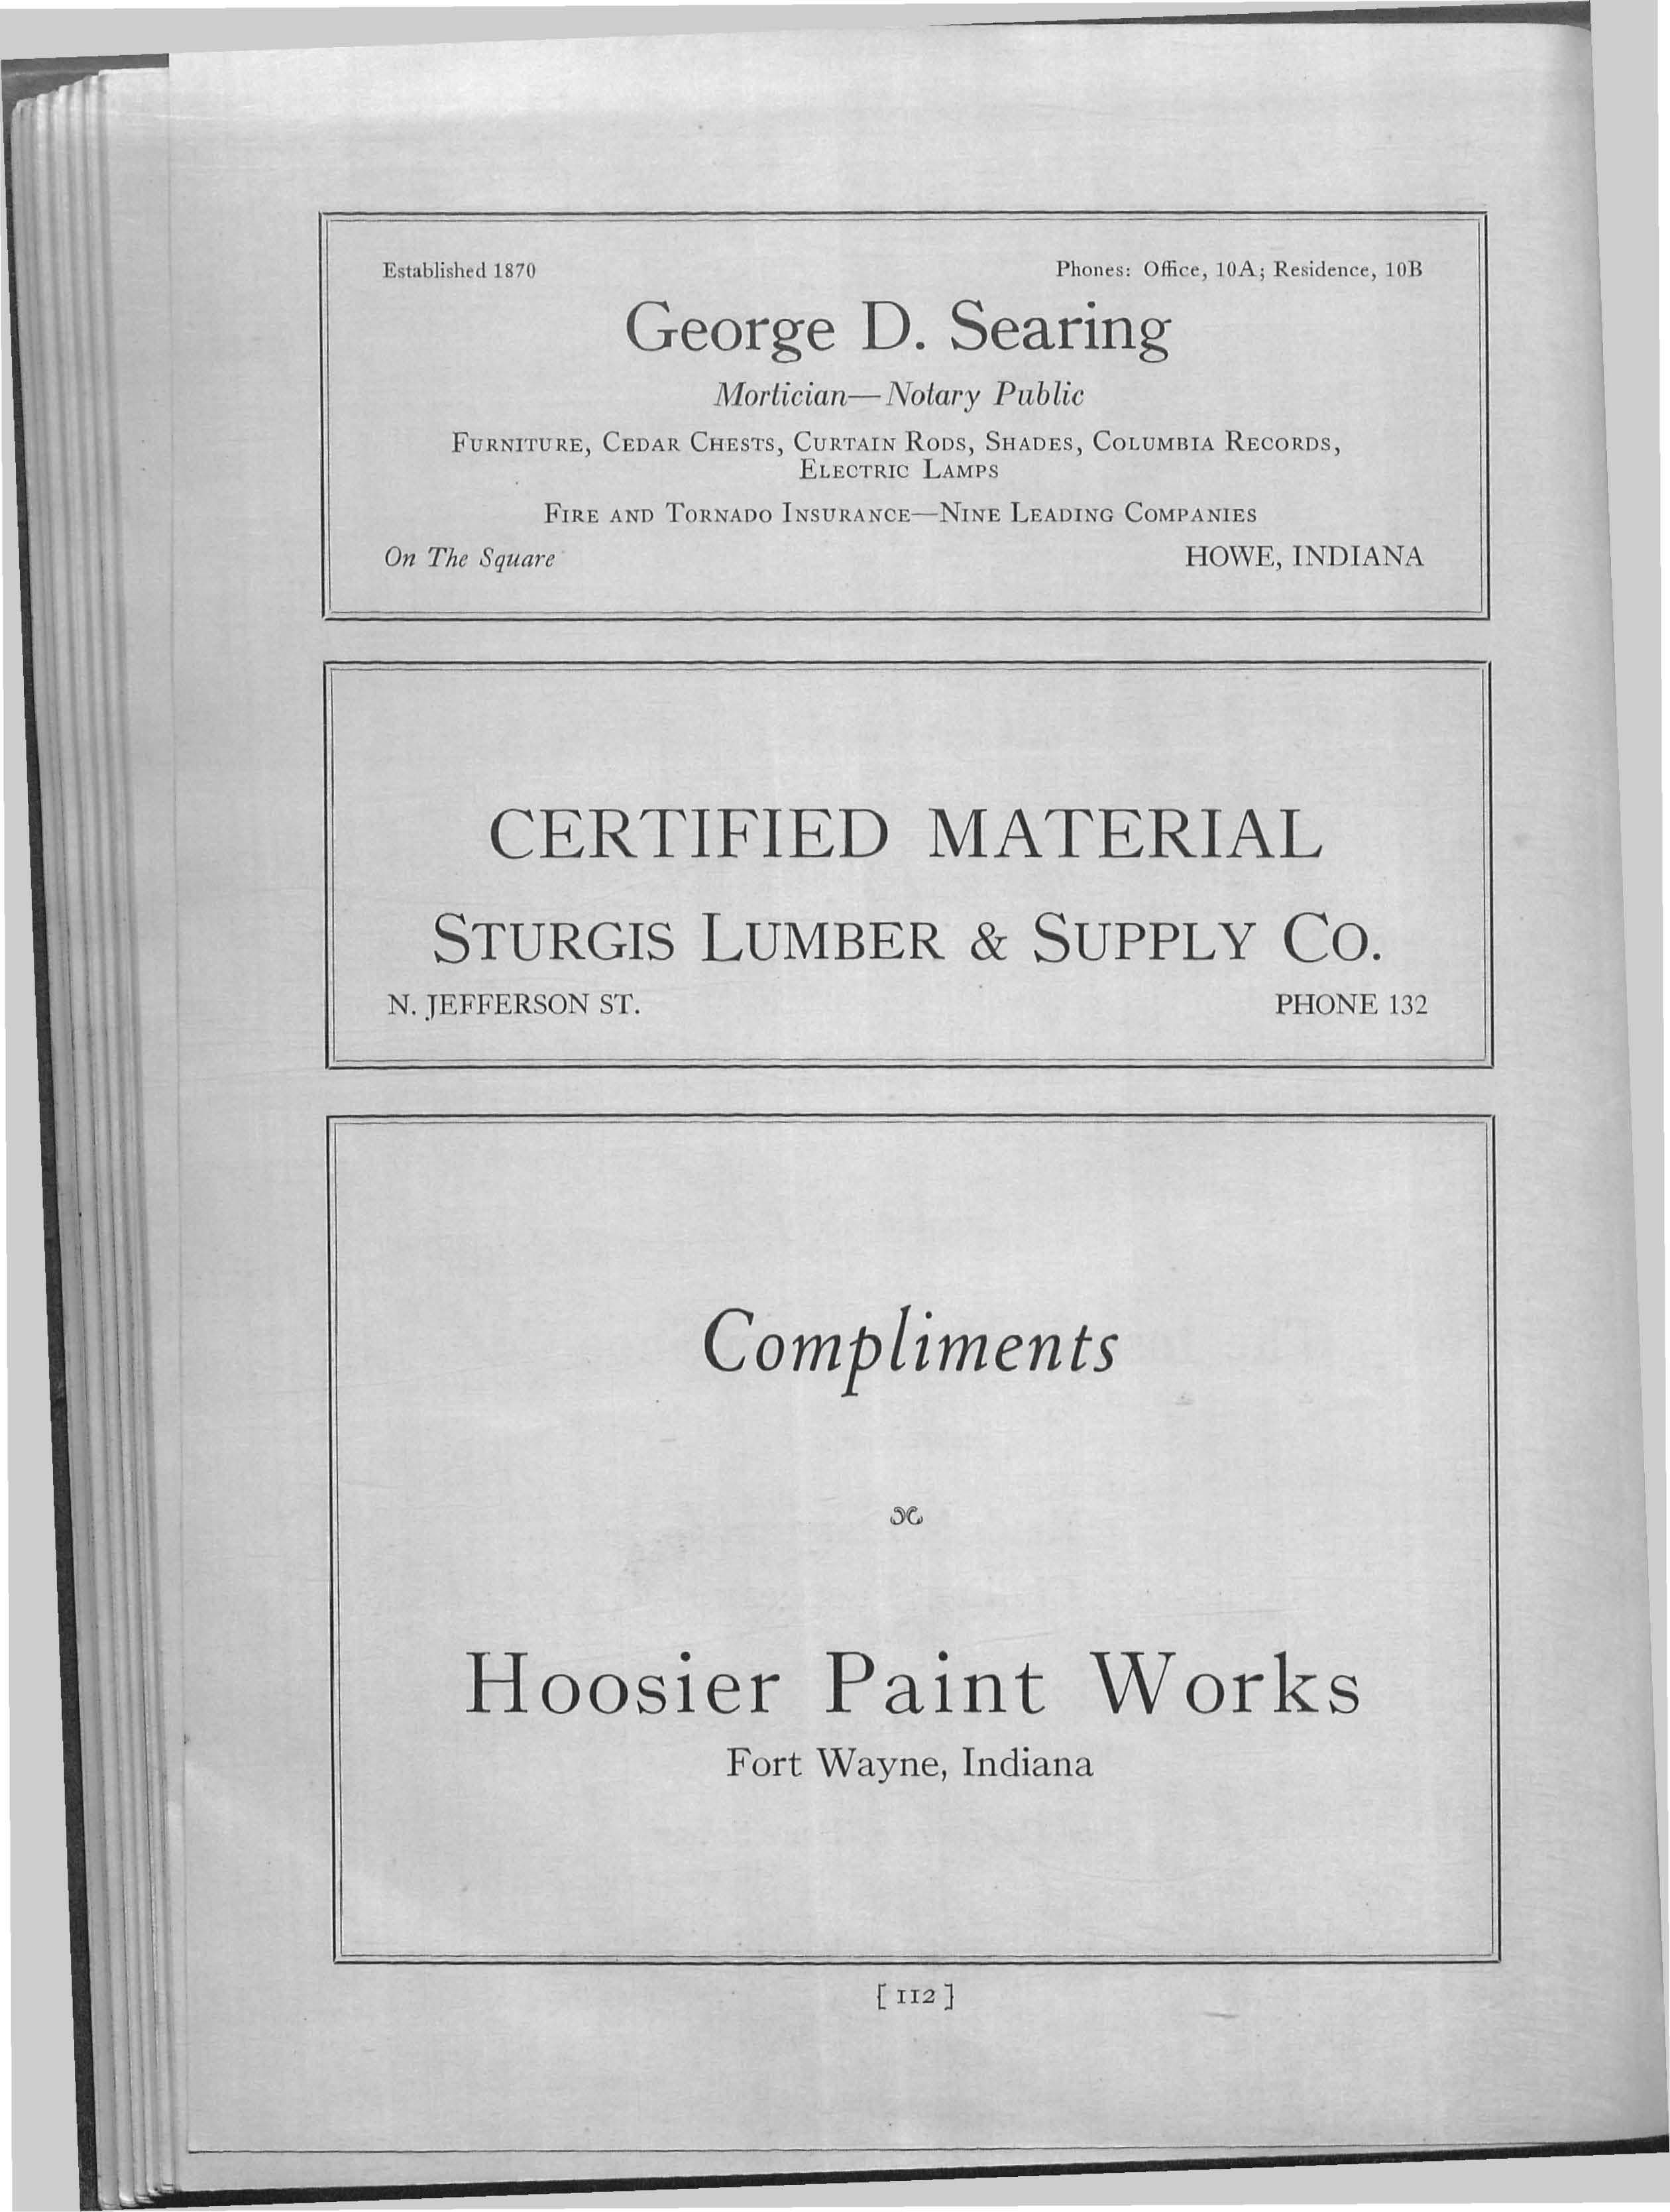 Established 1870
Phones: Office, 10A; Residence, 10B
George D. Searing
Mortician—Notary Public
Furniture, Cedar Chests, Curtain Rods, Shades, Columbia Records,
Electric Lamps
Fire and Tornado Insurance—Nine Leading Companies
On The Square
HOWE, INDIANA
CERTIFIED MATERIAL
Sturgis Lumber & Supply Co.
N. JEFFERSON ST.
PHONE 132
Compliments
Hoosier Paint Works
Fort Wayne, Indiana
[ 112 ]